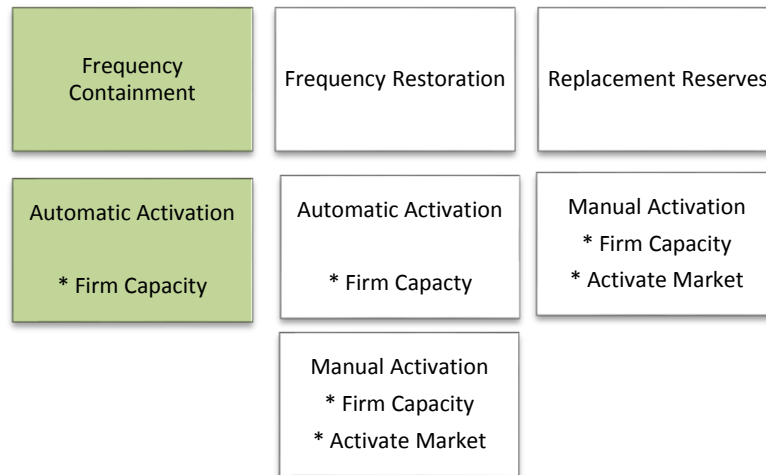 Frequency
Containment
Frequency Restoration
Replacement Reserves
Automatic Activation
* Firm Capacity
Automatic Activation
* Firm Capacty
Manual Activation
* Firm Capacity
* Activate Market
Manual Activation
* Firm Capacity
* Activate Market